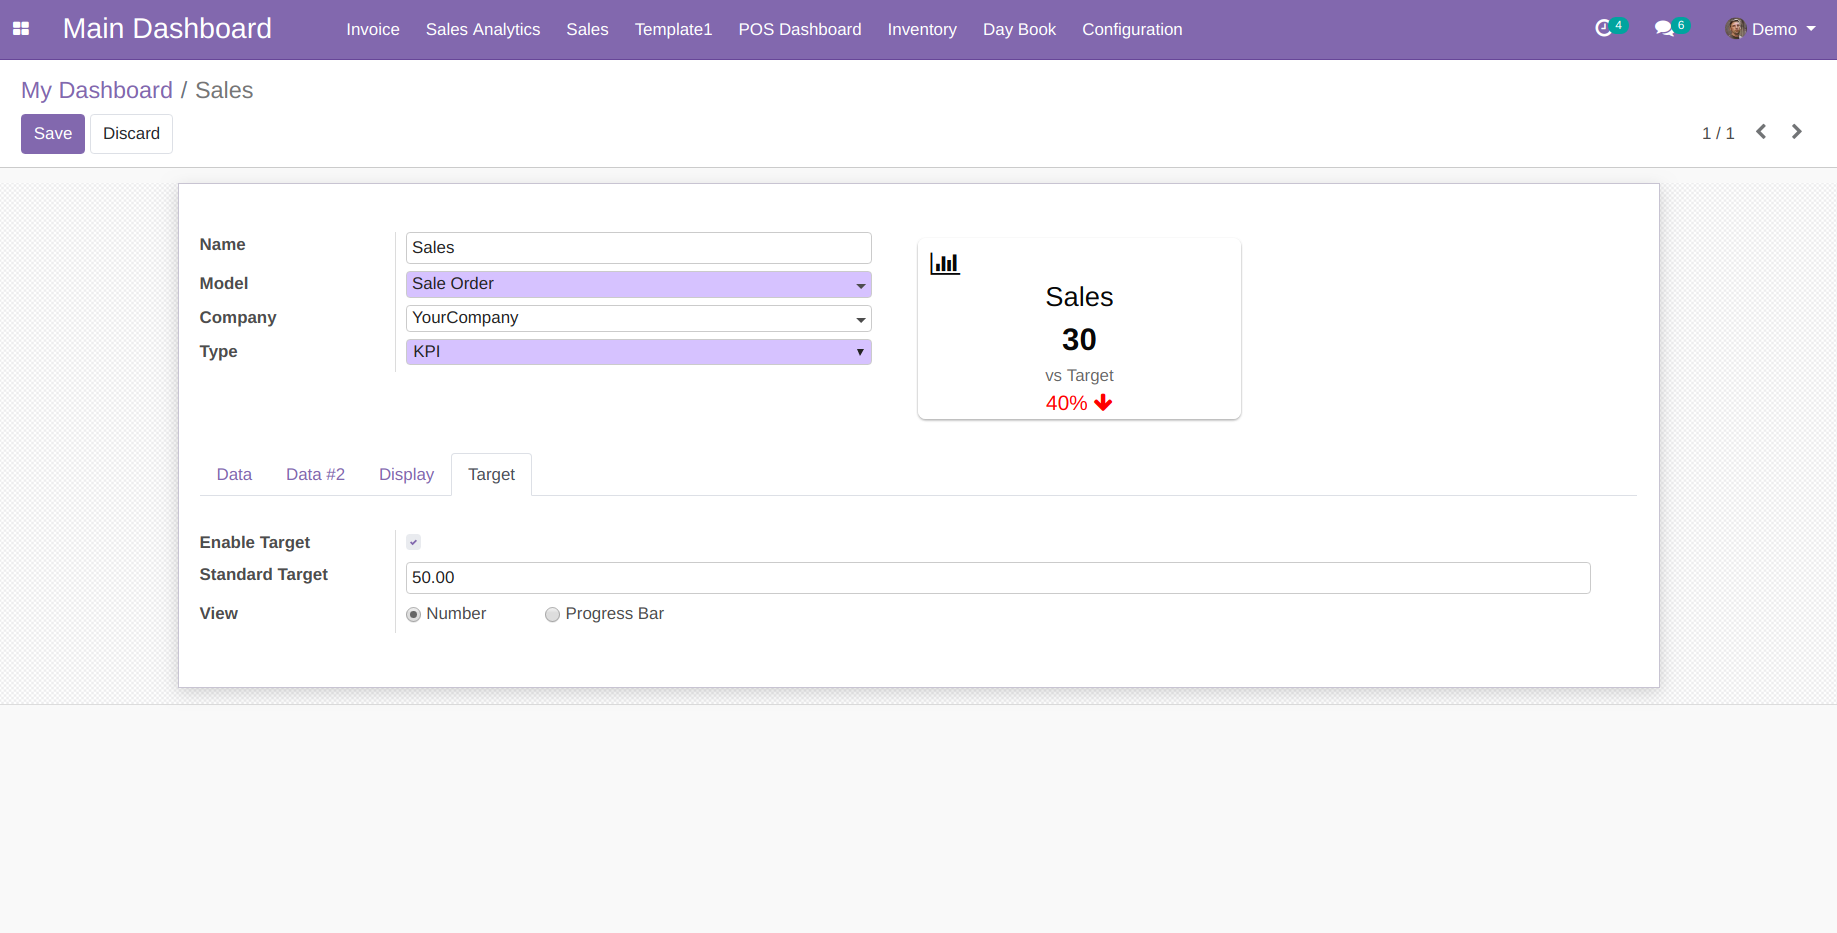 Main Dashboard Invoice Sales Analytics Sales Template1 POS Dashboard Inventory Day Book Configuration 4 6 Demo
My Dashboard / Sales
Save Discard 1 / 1
Name Sales
Model Sale Order
Company YourCompany
Type KPI
Sales
30
vs Target
40%
Data Data #2 Display Target
Enable Target
Standard Target 50.00
View Number Progress Bar